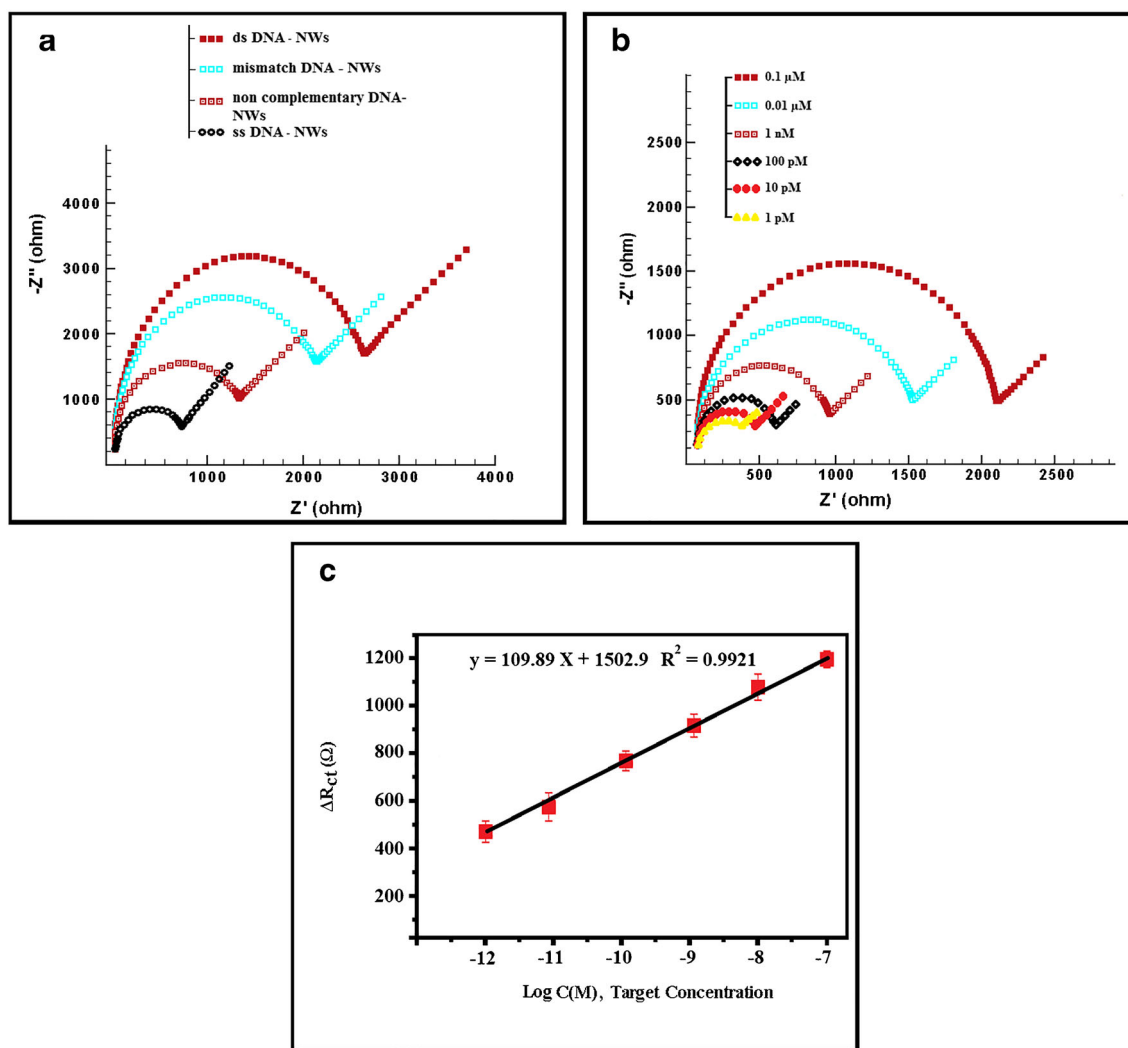 a
ds DNA - NWs
mismatch DNA - NWs
non complementary DNA-
NWs
ss DNA - NWs
4000
3000
2000
1000
-Z'' (ohm)
1000 2000 3000 4000
Z' (ohm)
b
0.1 µM
0.01 µM
1 nM
100 pM
10 pM
1 pM
2500
2000
1500
1000
500
-Z'' (ohm)
500 1000 1500 2000 2500
Z' (ohm)
c
y = 109.89 X + 1502.9 R² = 0.9921
1200
1000
800
600
400
200
ΔRct (Ω)
-12 -11 -10 -9 -8 -7
Log C(M) , Target Concentration